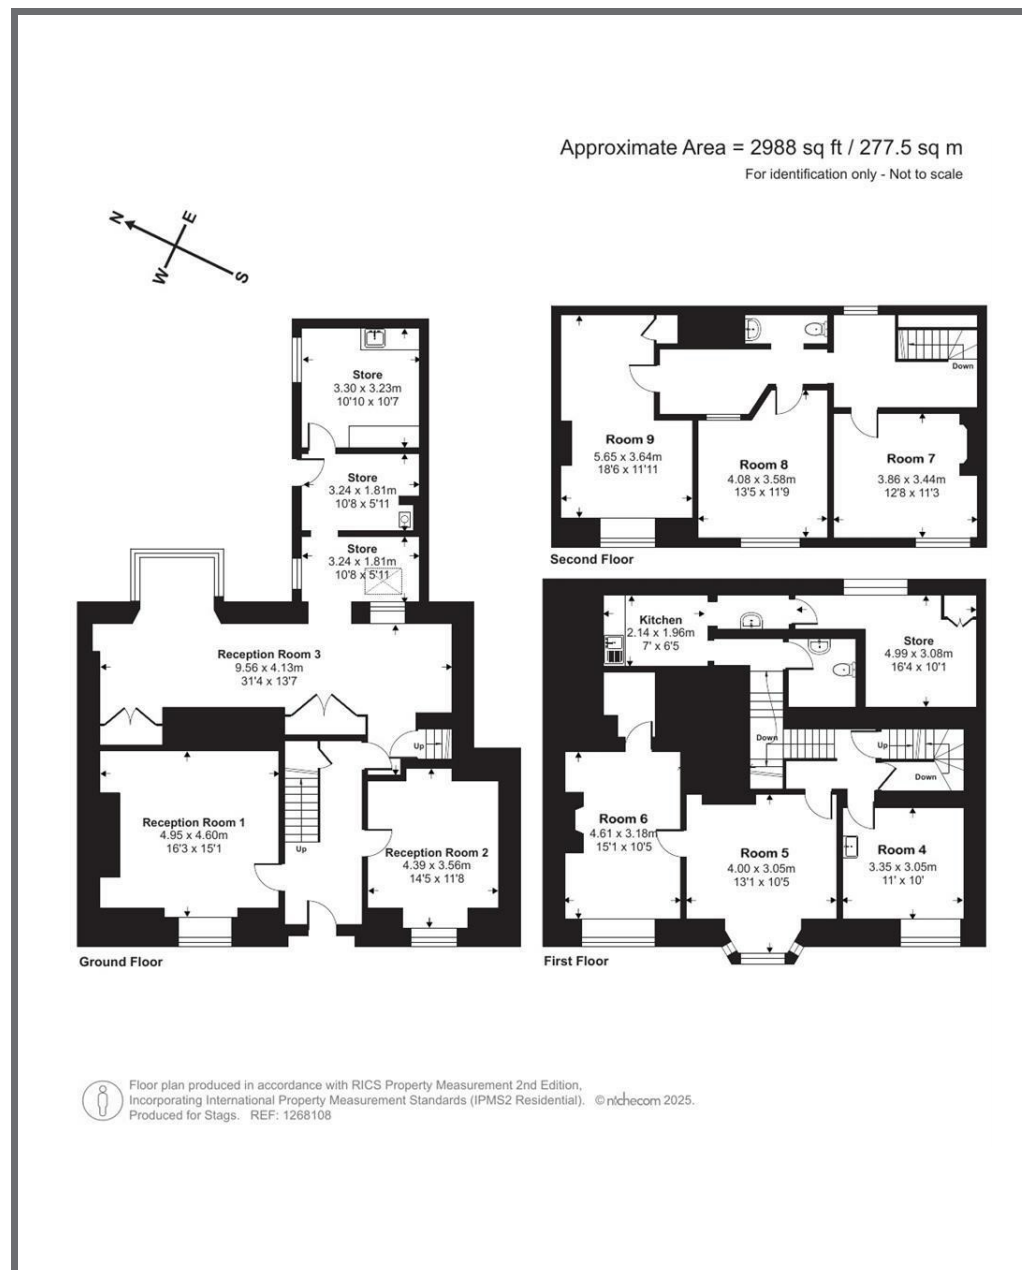 Approximate Area = 2988 sq ft / 277.5 sq m
For identification only - Not to scale
N
E
W
S
Store
3.30 x 3.23m
10'10 x 10'7
Store
3.24 x 1.81m
10'8 x 5'11
Store
3.24 x 1.81m
10'8 x 5'11
Reception Room 3
9.56 x 4.13m
31'4 x 13'7
Up
Reception Room 1
4.95 x 4.60m
16'3 x 15'1
Up
Reception Room 2
4.39 x 3.56m
14'5 x 11'8
Ground Floor
Down
Room 9
5.65 x 3.64m
18'6 x 11'11
Room 8
4.08 x 3.58m
13'5 x 11'9
Room 7
3.86 x 3.44m
12'8 x 11'3
Second Floor
Kitchen
2.14 x 1.96m
7' x 6'5
Store
4.99 x 3.08m
16'4 x 10'1
Down
Up
Down
Room 6
4.61 x 3.18m
15'1 x 10'5
Room 5
4.00 x 3.05m
13'1 x 10'5
Room 4
3.35 x 3.05m
11' x 10'
First Floor
Floor plan produced in accordance with RICS Property Measurement 2nd Edition,
Incorporating International Property Measurement Standards (IPMS2 Residential). © nichecom 2025.
Produced for Stags. REF: 1268108